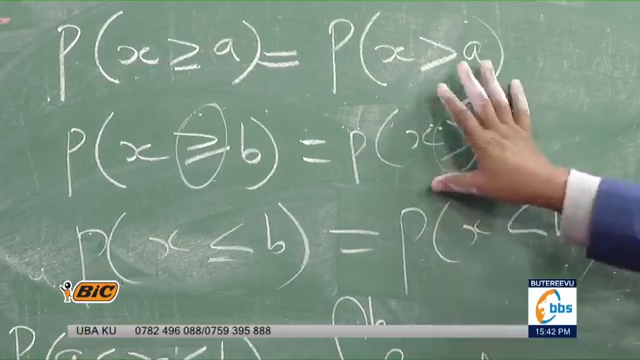 P(x ≥ a) = P(x > a)
P(x ≥ b) = P(x
P(x ≤ b) = P(x <
BiC
BUTEREEVU
bbs
UBA KU 0782 496 088/0759 395 888
15:42 PM